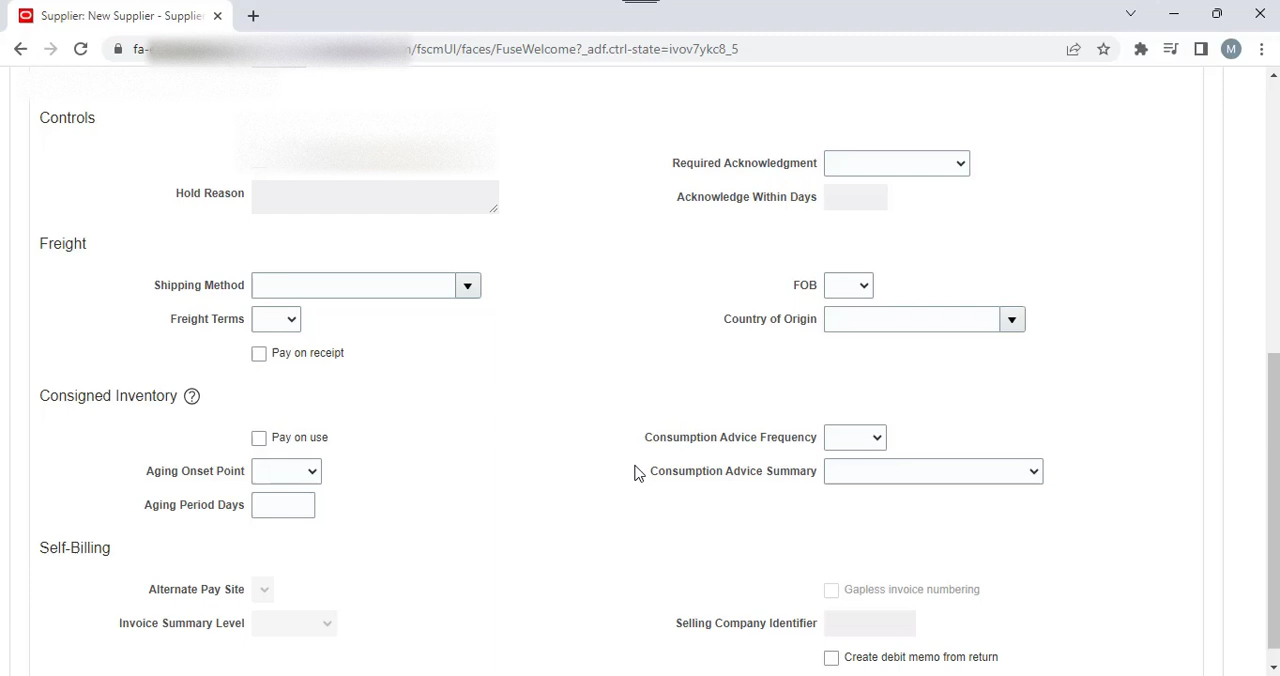 Supplier: New Supplier - Supplier
fa-
/fscmUI/faces/FuseWelcome?_adf.ctrl-state=ivov7ykc8_5
M
Controls
Required Acknowledgment
Hold Reason
Acknowledge Within Days
Freight
Shipping Method
FOB
Freight Terms
Country of Origin
Pay on receipt
Consigned Inventory ?
Pay on use
Consumption Advice Frequency
Aging Onset Point
Consumption Advice Summary
Aging Period Days
Self-Billing
Alternate Pay Site
Gapless invoice numbering
Invoice Summary Level
Selling Company Identifier
Create debit memo from return